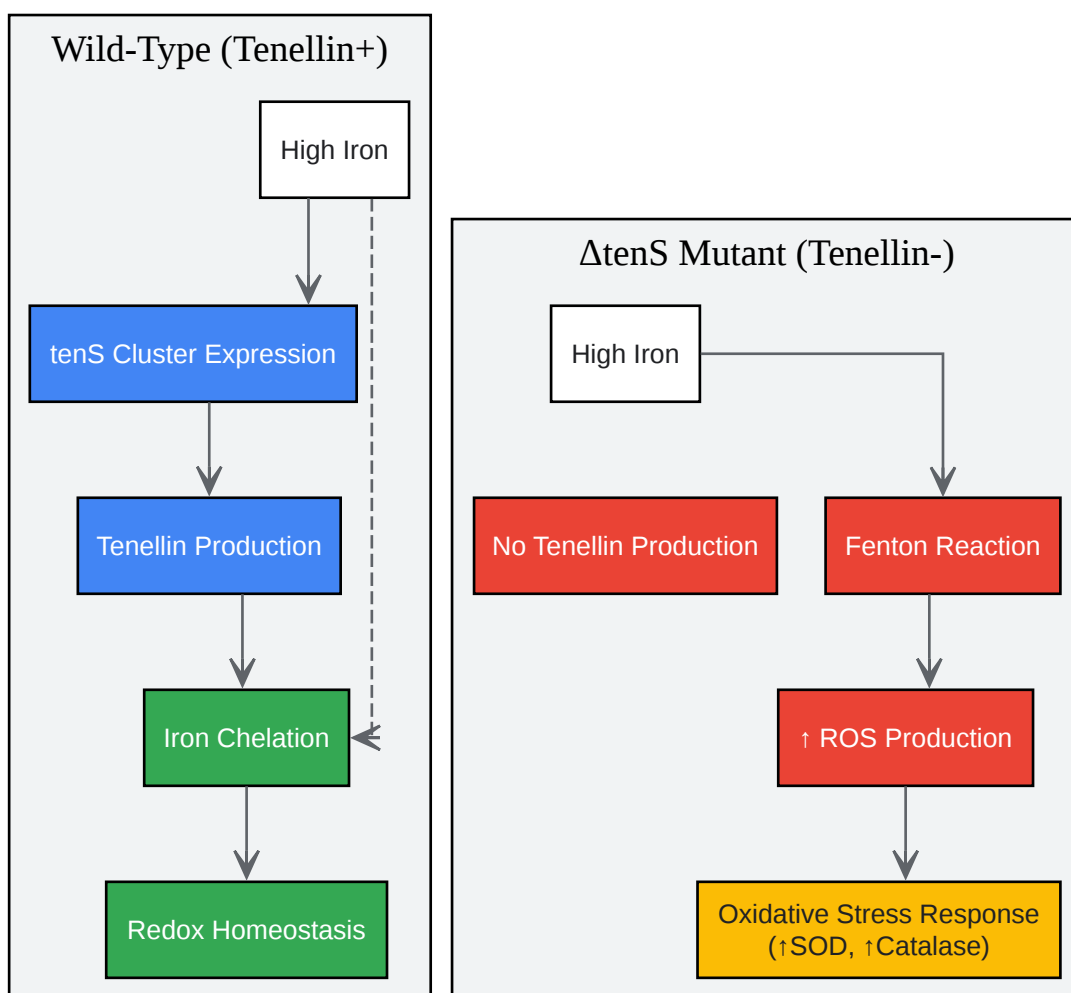 Wild-Type (Tenellin+)
High Iron
tenS Cluster Expression
Tenellin Production
Iron Chelation
Redox Homeostasis
ΔtenS Mutant (Tenellin-)
High Iron
No Tenellin Production
Fenton Reaction
↑ ROS Production
Oxidative Stress Response
(↑SOD, ↑Catalase)